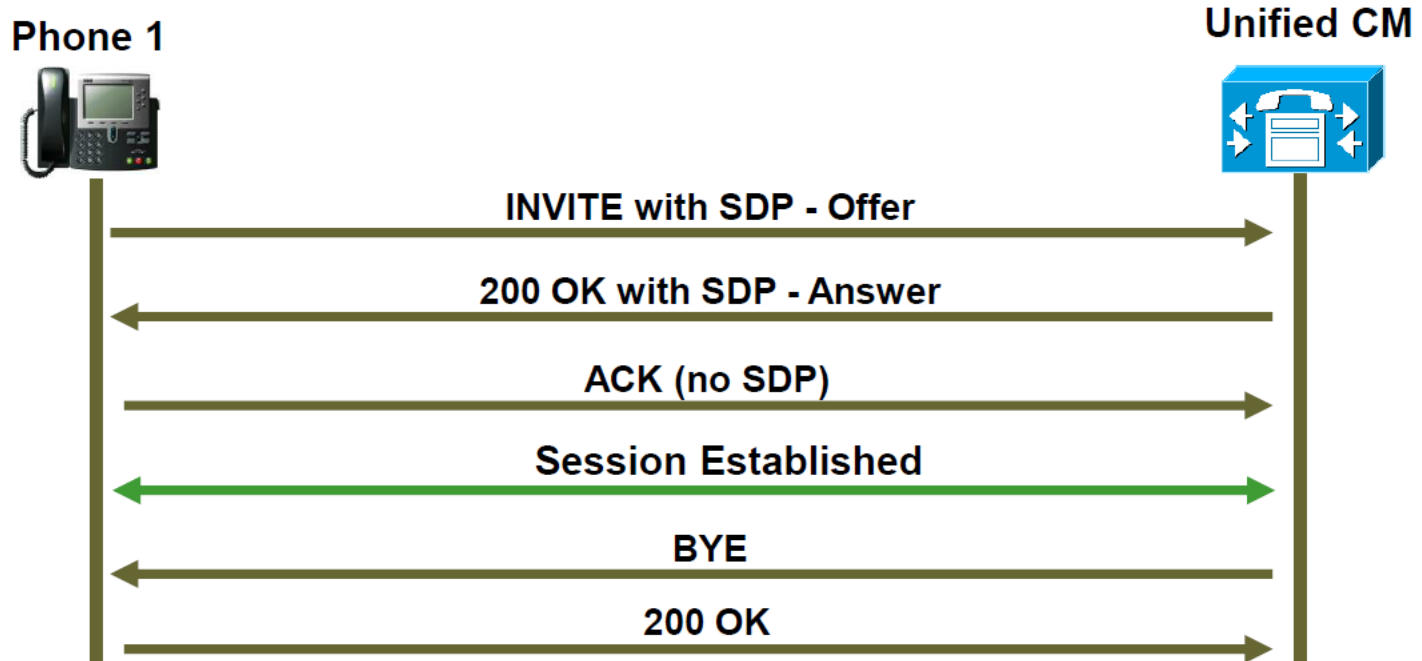 Phone 1
Unified CM
INVITE with SDP - Offer
200 OK with SDP - Answer
ACK (no SDP)
Session Established
BYE
200 OK